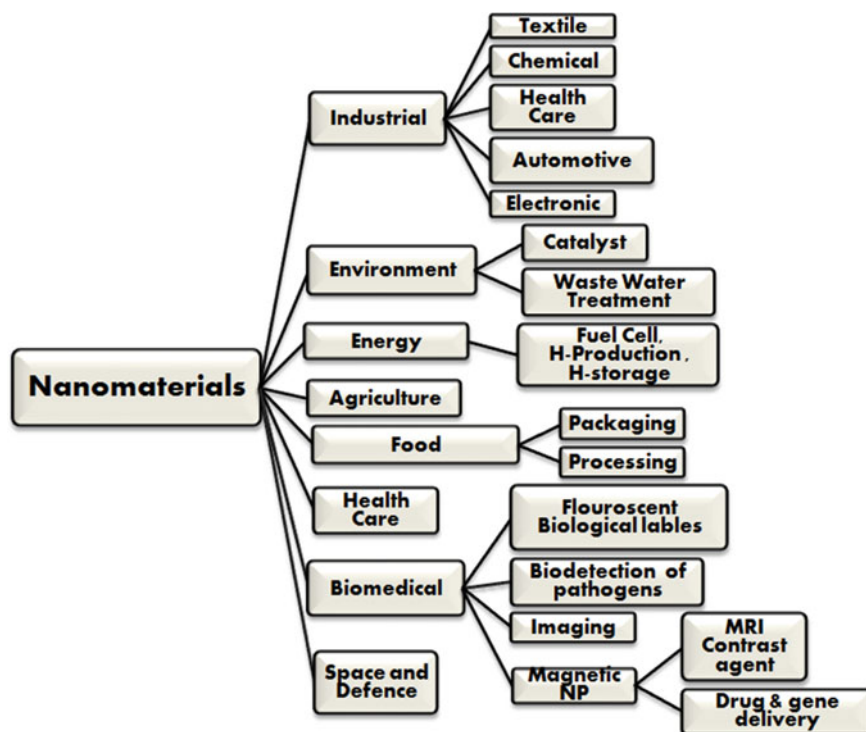 Nanomaterials
Industrial
Textile
Chemical
Health
Care
Automotive
Electronic
Environment
Catalyst
Waste Water
Treatment
Energy
Fuel Cell,
H-Production ,
H-storage
Agriculture
Food
Packaging
Processing
Health
Care
Biomedical
Flouroscent
Biological lables
Biodetection of
pathogens
Imaging
Magnetic
NP
MRI
Contrast
agent
Drug & gene
delivery
Space and
Defence